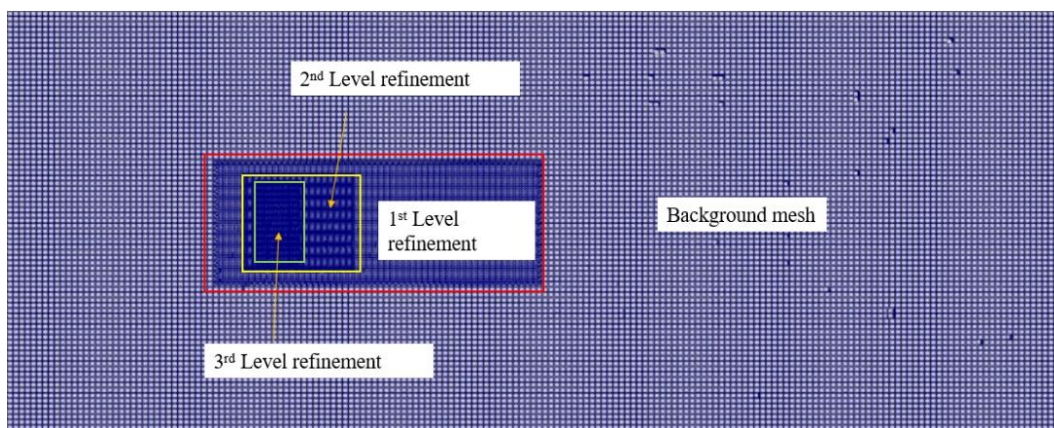 2nd Level refinement
1st Level
refinement
Background mesh
3rd Level refinement